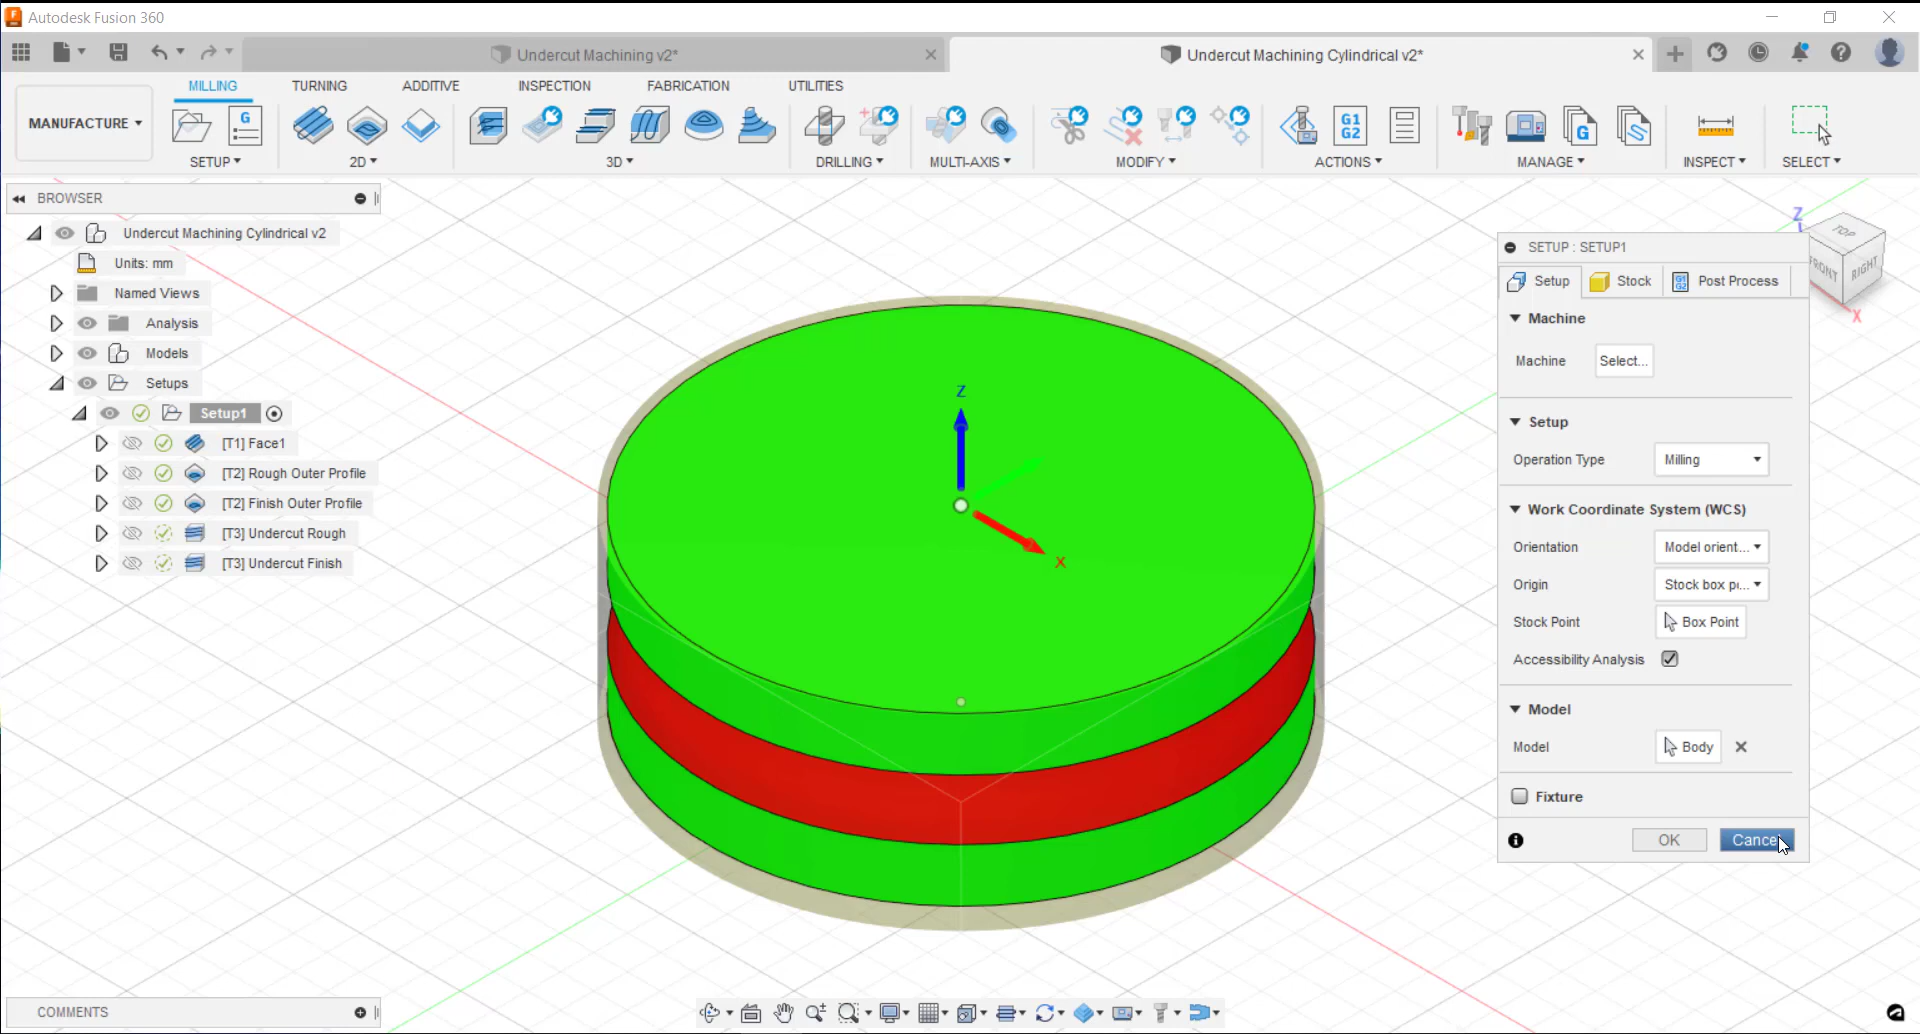 Autodesk Fusion 360
Undercut Machining v2*
Undercut Machining Cylindrical v2*
MILLING TURNING ADDITIVE INSPECTION FABRICATION UTILITIES
MANUFACTURE
G
G1
G2
G
SETUP 2D 3D DRILLING MULTI-AXIS MODIFY ACTIONS MANAGE INSPECT SELECT
BROWSER
Undercut Machining Cylindrical v2
Units: mm
Named Views
Analysis
Models
Setups
Setup1
[T1] Face1
[T2] Rough Outer Profile
[T2] Finish Outer Profile
[T3] Undercut Rough
[T3] Undercut Finish
Z
X
Z
TOP
FRONT
RIGHT
X
SETUP : SETUP1
Setup Stock Post Process
Machine
Machine Select...
Setup
Operation Type Milling
Work Coordinate System (WCS)
Orientation Model orient...
Origin Stock box p...
Stock Point Box Point
Accessibility Analysis
Model
Model Body
Fixture
OK Cancel
COMMENTS